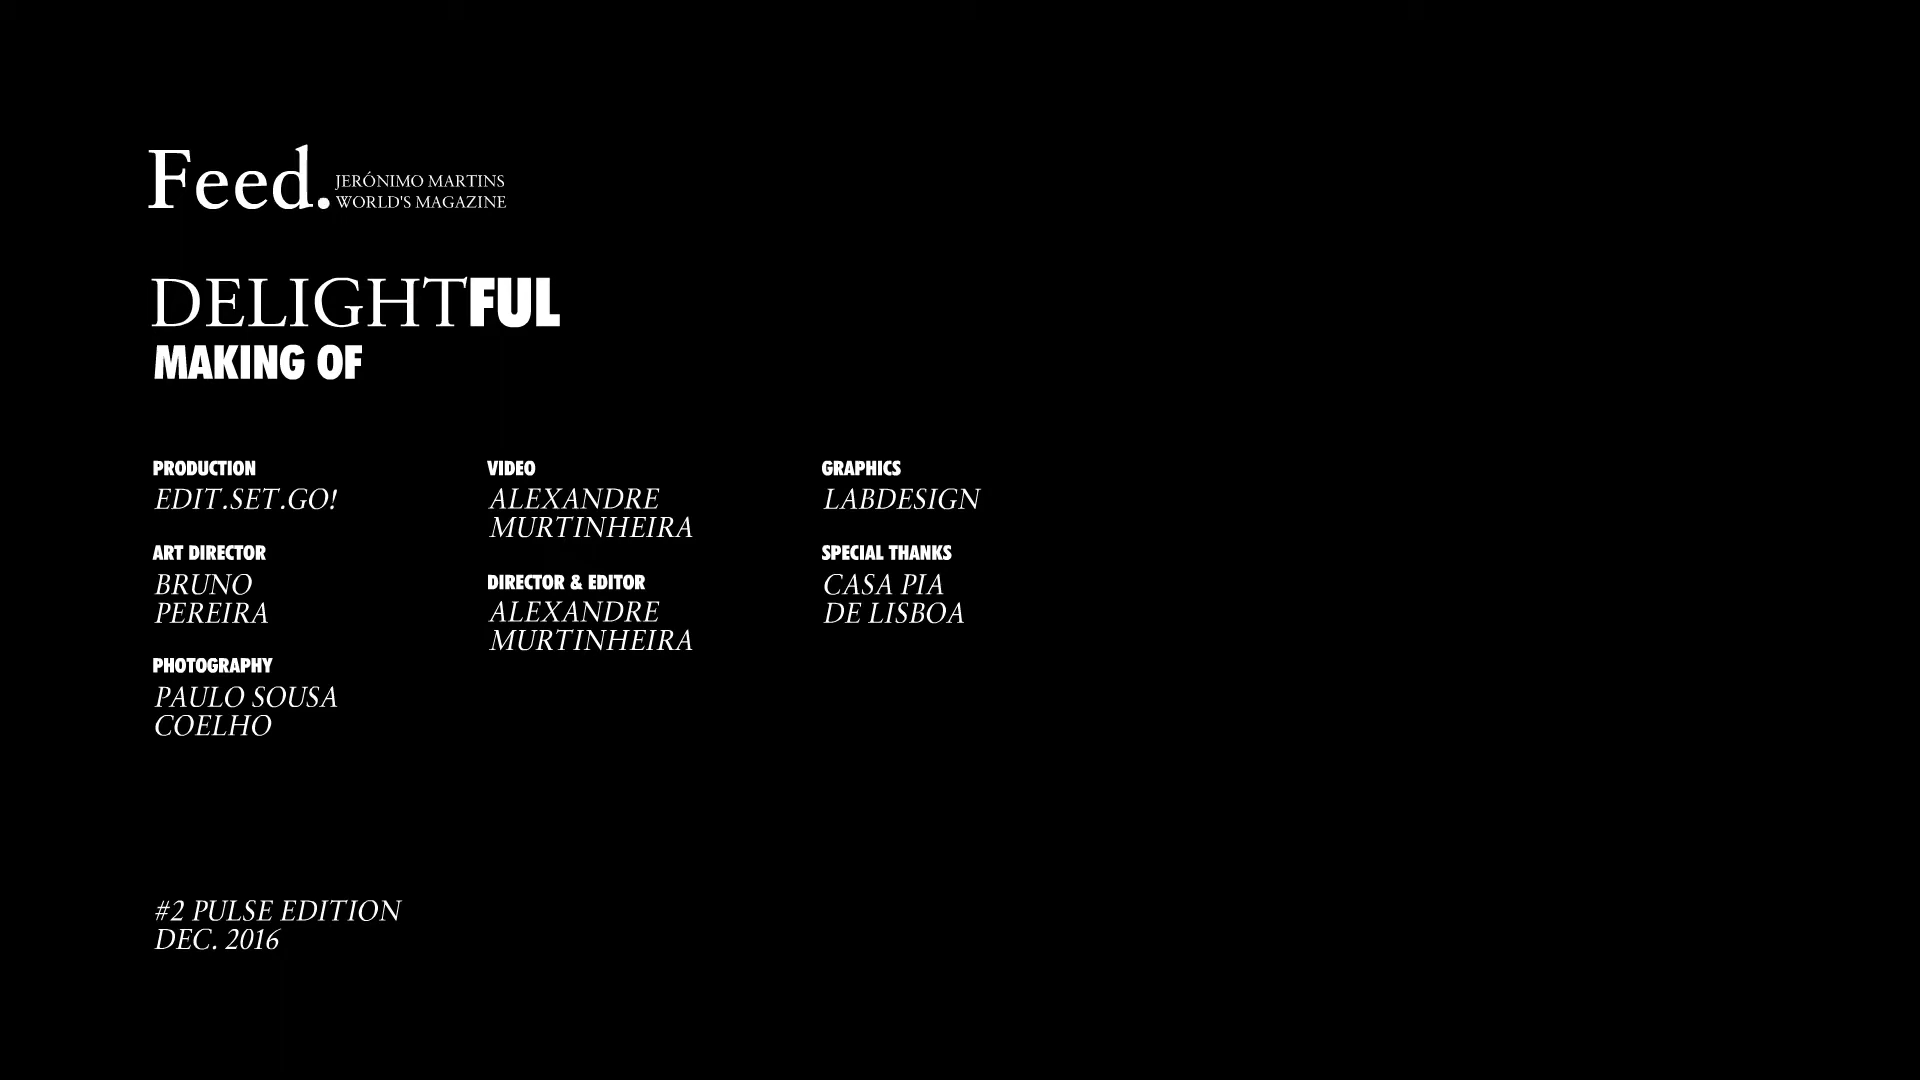 Feed. JERÓNIMO MARTINS
WORLD'S MAGAZINE
DELIGHTFUL
MAKING OF
PRODUCTION
EDIT.SET.GO!
ART DIRECTOR
BRUNO
PEREIRA
PHOTOGRAPHY
PAULO SOUSA
COELHO
VIDEO
ALEXANDRE
MURTINHEIRA
DIRECTOR & EDITOR
ALEXANDRE
MURTINHEIRA
GRAPHICS
LABDESIGN
SPECIAL THANKS
CASA PIA
DE LISBOA
#2 PULSE EDITION
DEC. 2016